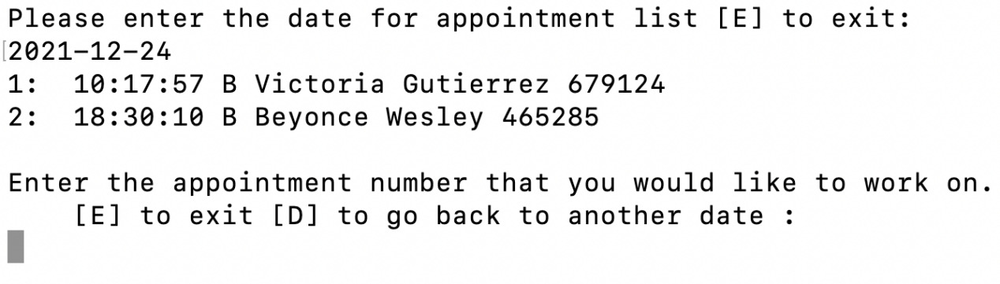 Please enter the date for appointment list [E] to exit:
2021-12-24
1:  10:17:57 B Victoria Gutierrez 679124
2:  18:30:10 B Beyonce Wesley 465285
Enter the appointment number that you would like to work on.
    [E] to exit [D] to go back to another date :